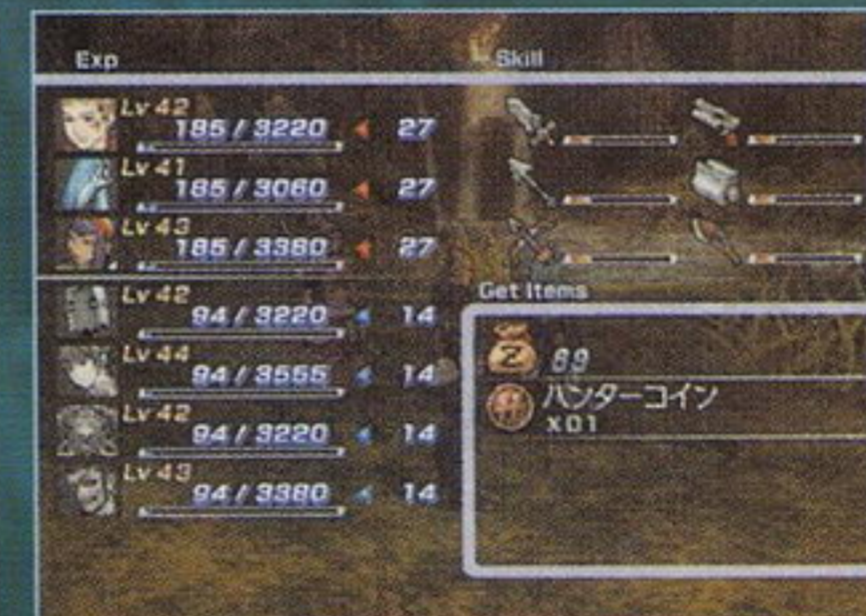 Exp
Skill
Lv 42
185 / 3220 27
Lv 41
185 / 3060 27
Lv 43
185 / 3380 27
Lv 42
94 / 3220 14
Lv 44
94 / 3555 14
Lv 42
94 / 3220 14
Lv 43
94 / 3380 14
Get Items
Z 69
ハンターコイン
X01